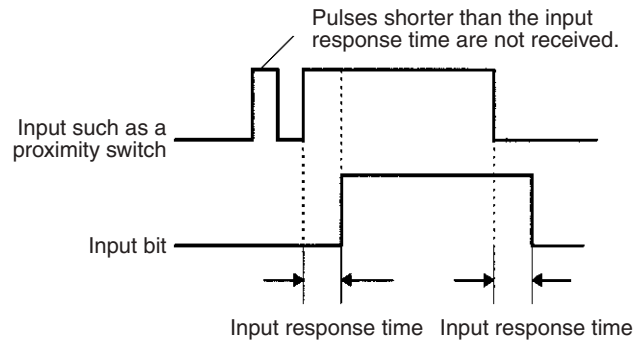 Pulses shorter than the input
response time are not received.
Input such as a
proximity switch
Input bit
Input response time
Input response time